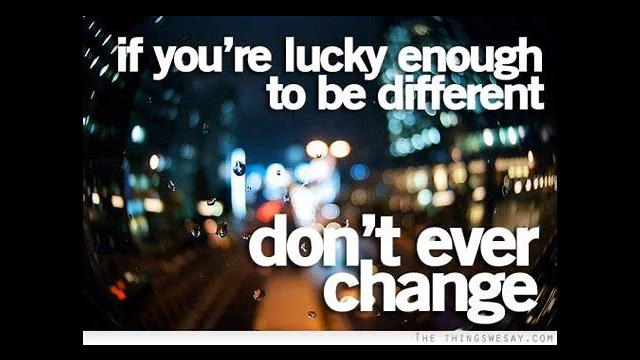 if you're lucky enough
to be different
don't ever
change
The thingswesay.com